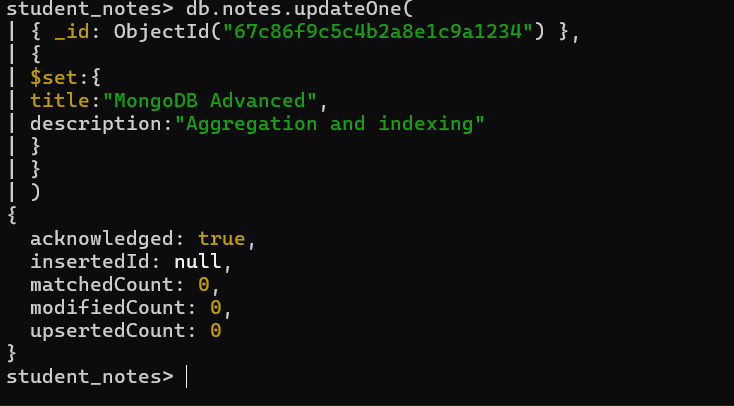 student_notes> db.notes.updateOne(
| { _id: ObjectId("67c86f9c5c4b2a8e1c9a1234") },
| {
| $set:{
| title:"MongoDB Advanced",
| description:"Aggregation and indexing"
| }
| }
| )
{
  acknowledged: true,
  insertedId: null,
  matchedCount: 0,
  modifiedCount: 0,
  upsertedCount: 0
}
student_notes>